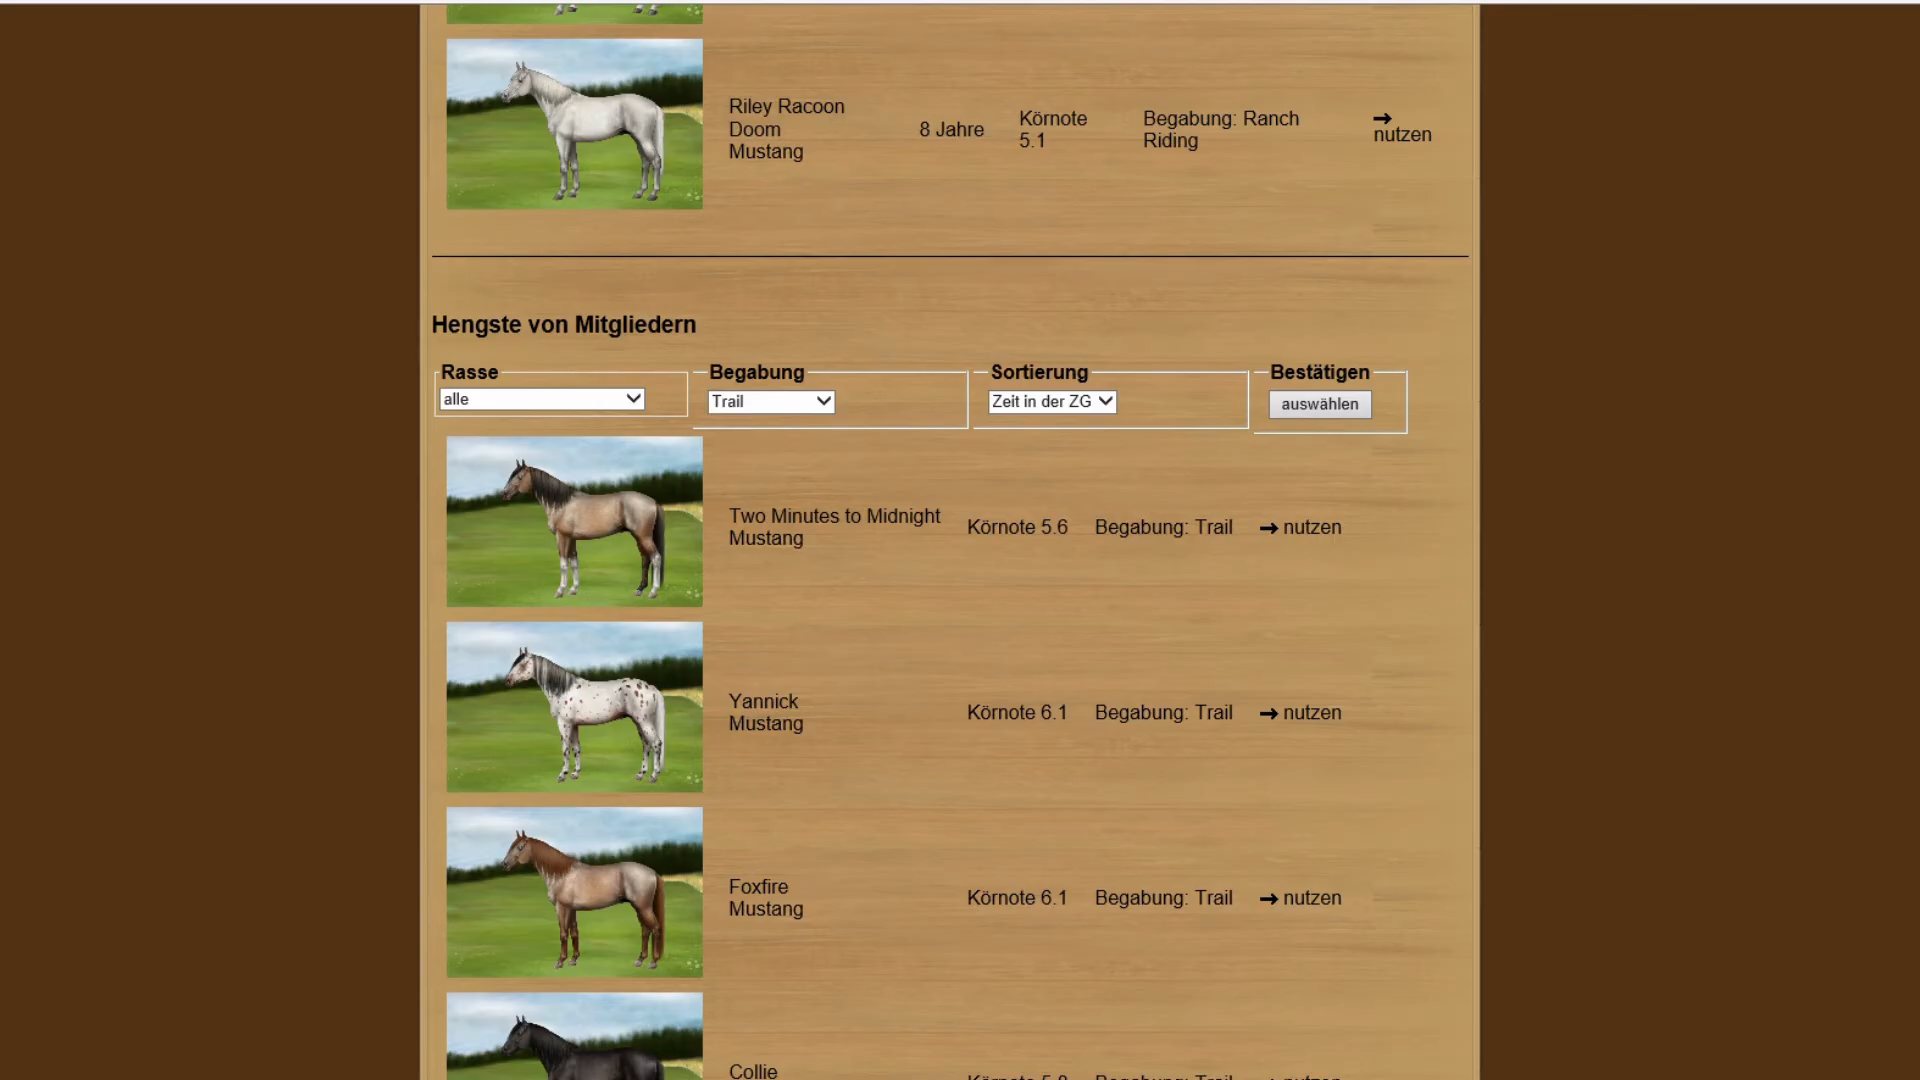 Riley Racoon
Doom
Mustang
8 Jahre
Körnote
5.1
Begabung: Ranch
Riding
➞
nutzen
Hengste von Mitgliedern
Rasse
alle
Begabung
Trail
Sortierung
Zeit in der ZG
Bestätigen
auswählen
Two Minutes to Midnight
Mustang
Körnote 5.6
Begabung: Trail
➞ nutzen
Yannick
Mustang
Körnote 6.1
Begabung: Trail
➞ nutzen
Foxfire
Mustang
Körnote 6.1
Begabung: Trail
➞ nutzen
Collie